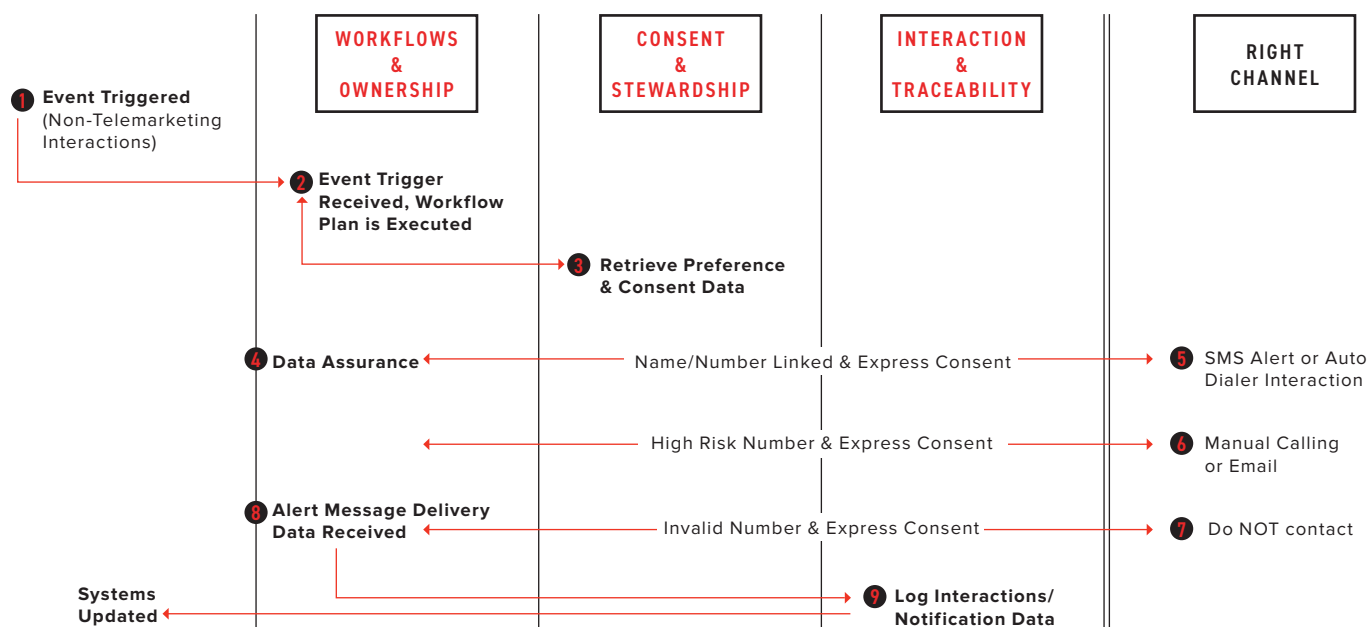 WORKFLOWS
&
OWNERSHIP
CONSENT
&
STEWARDSHIP
INTERACTION
&
TRACEABILITY
RIGHT
CHANNEL
1 Event Triggered
(Non-Telemarketing
Interactions)
2 Event Trigger
Received, Workflow
Plan is Executed
3 Retrieve Preference
& Consent Data
4 Data Assurance
Name/Number Linked & Express Consent
5 SMS Alert or Auto
Dialer Interaction
High Risk Number & Express Consent
6 Manual Calling
or Email
8 Alert Message Delivery
Data Received
Invalid Number & Express Consent
7 Do NOT contact
Systems
Updated
9 Log Interactions/
Notification Data